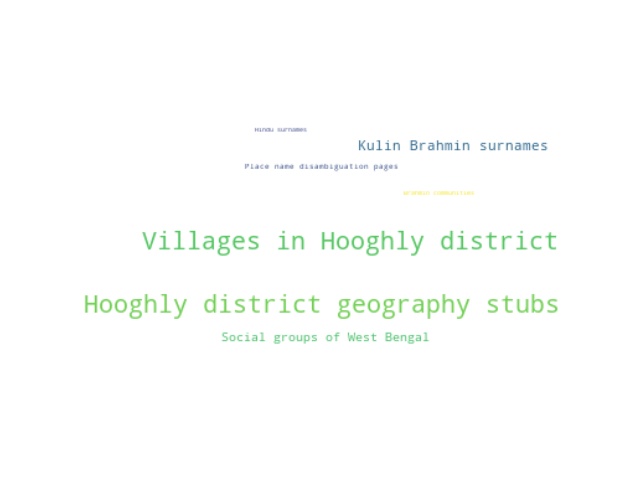 Hindu surnames
Kulin Brahmin surnames
Place name disambiguation pages
Villages in Hooghly district
Hooghly district geography stubs
Social groups of West Bengal